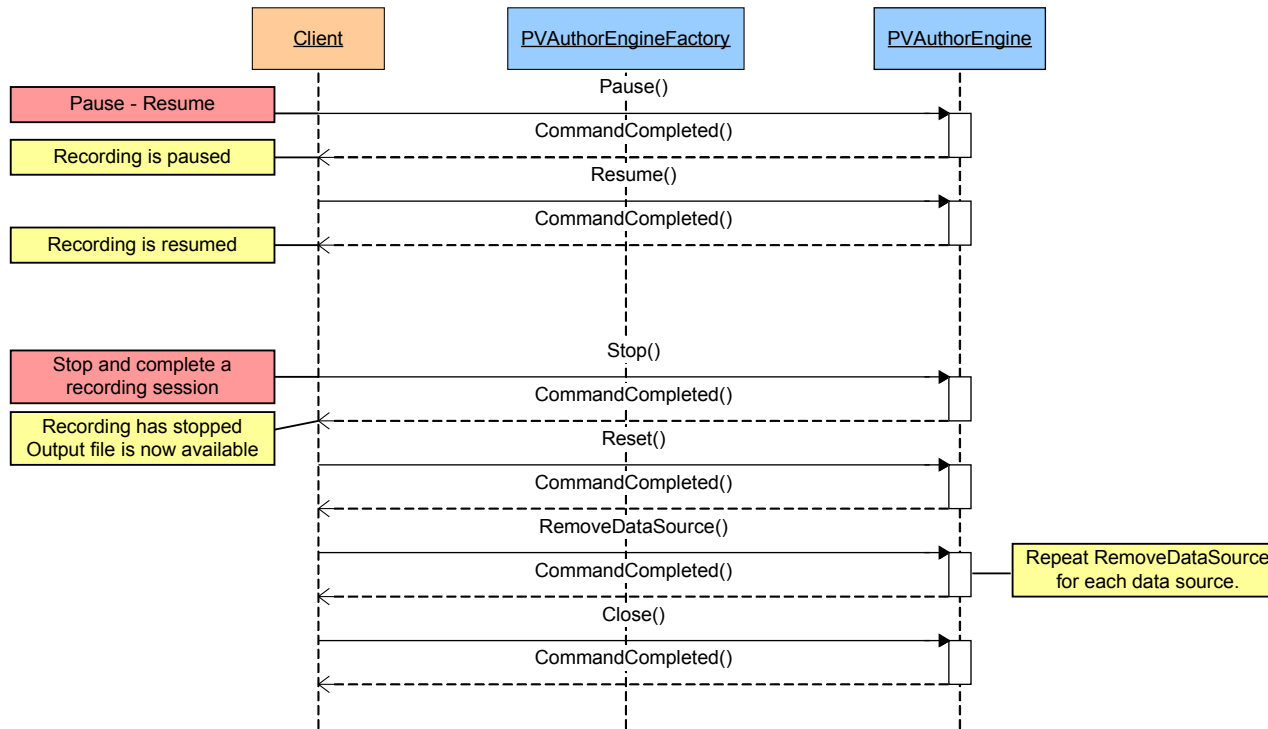 Client
PVAuthorEngineFactory
PVAuthorEngine
Pause()
Pause - Resume
CommandCompleted()
Recording is paused
Resume()
CommandCompleted()
Recording is resumed
Stop()
Stop and complete a
recording session
CommandCompleted()
Recording has stopped
Output file is now available
Reset()
CommandCompleted()
RemoveDataSource()
Repeat RemoveDataSource
for each data source.
CommandCompleted()
Close()
CommandCompleted()